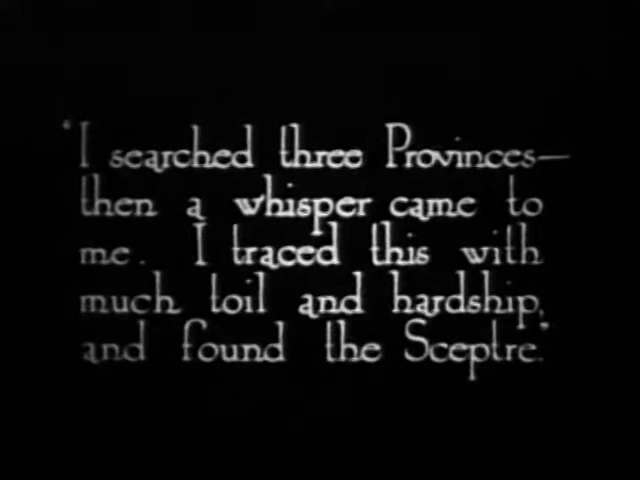 "I searched three Provinces—
then a whisper came to
me. I traced this with
much toil and hardship,
and found the Sceptre."